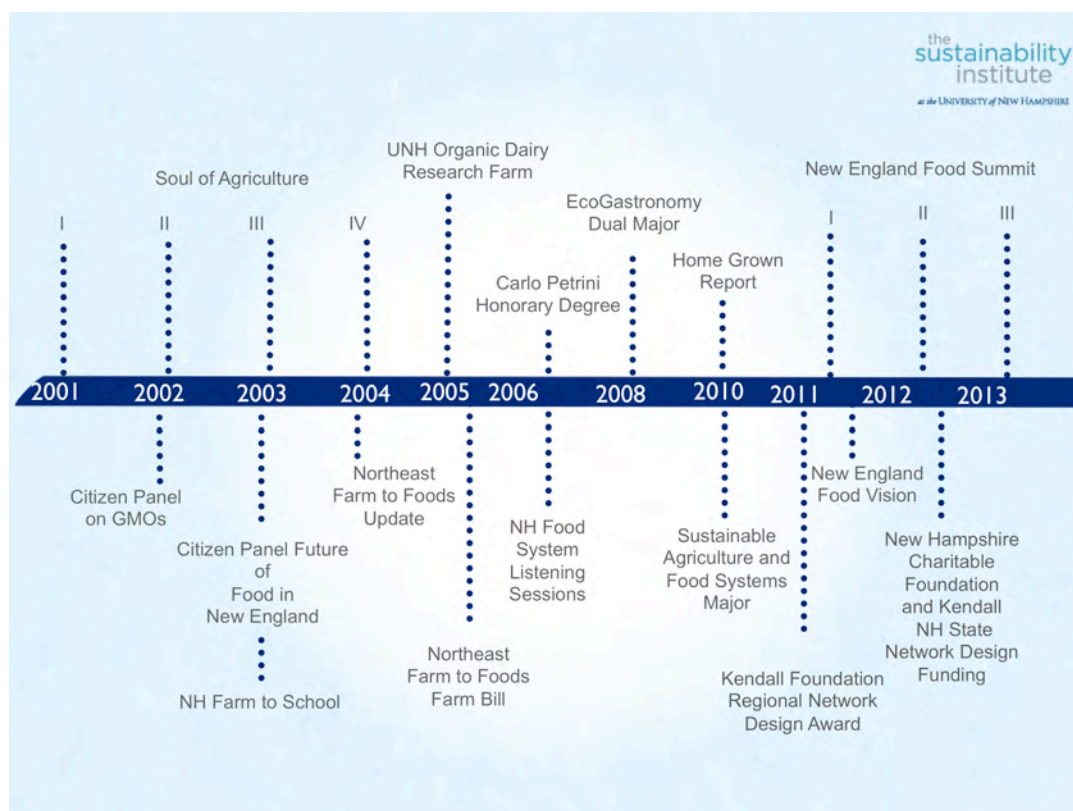 the
sustainability
institute
at the UNIVERSITY of NEW HAMPSHIRE
UNH Organic Dairy
Research Farm
Soul of Agriculture
New England Food Summit
EcoGastronomy
Dual Major
I
II
III
IV
I
II
III
Home Grown
Report
Carlo Petrini
Honorary Degree
2001
2002
2003
2004
2005
2006
2008
2010
2011
2012
2013
Citizen Panel
on GMOs
Northeast
Farm to Foods
Update
New England
Food Vision
Citizen Panel Future
of
Food in
New England
NH Food
System
Listening
Sessions
Sustainable
Agriculture and
Food Systems
Major
New Hampshire
Charitable
Foundation
and Kendall
NH State
Network Design
Funding
NH Farm to School
Northeast
Farm to Foods
Farm Bill
Kendall Foundation
Regional Network
Design Award